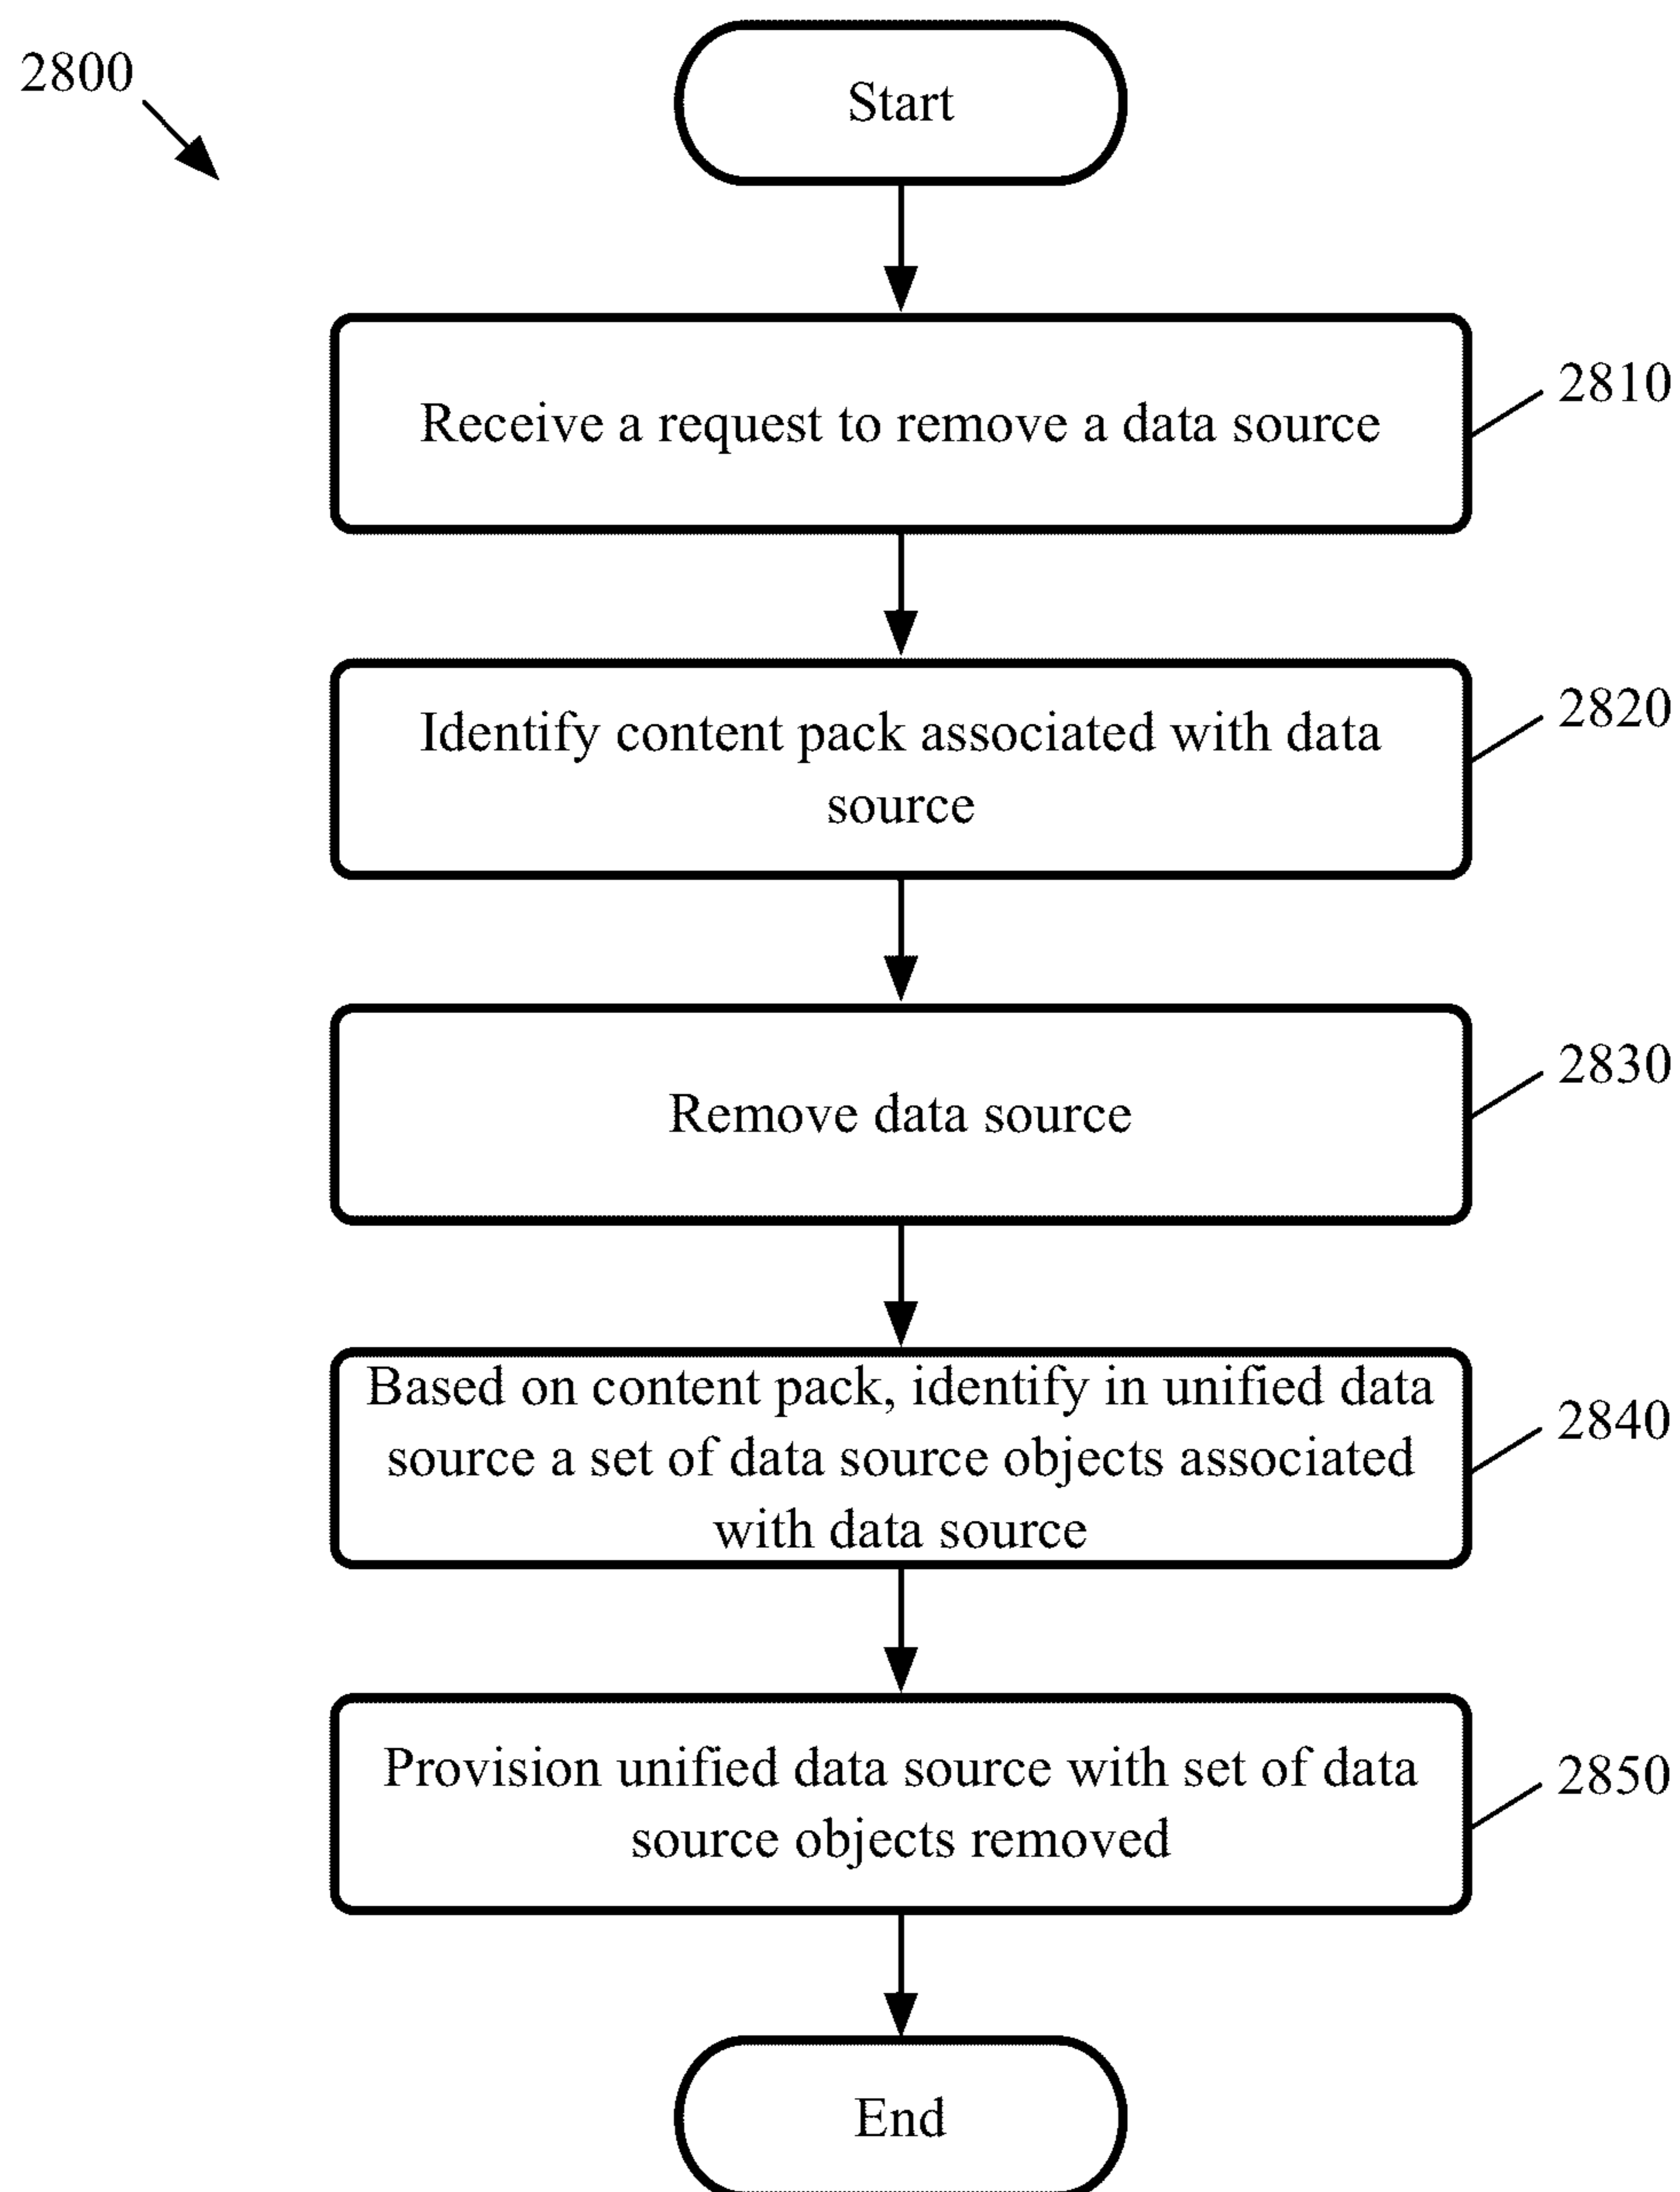 2800
Start
Receive a request to remove a data source
2810
Identify content pack associated with data
source
2820
Remove data source
2830
Based on content pack, identify in unified data
source a set of data source objects associated
with data source
2840
Provision unified data source with set of data
source objects removed
2850
End